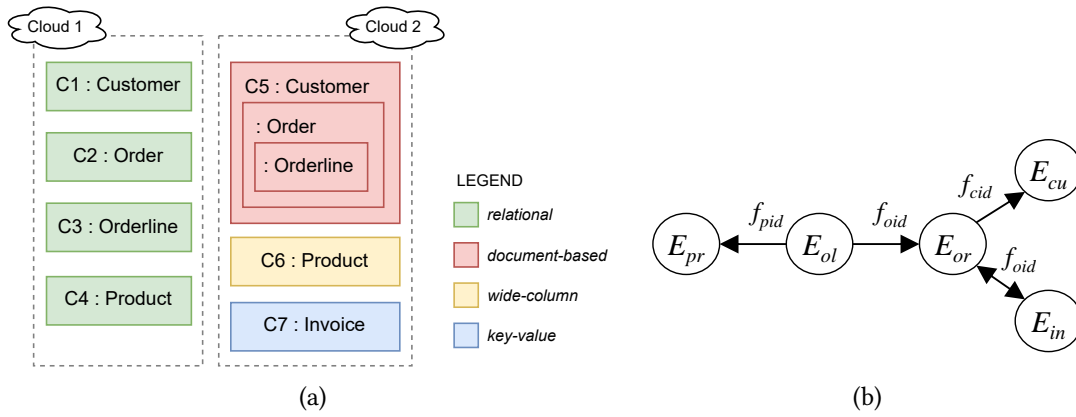 Cloud 1
Cloud 2
C1 : Customer
C2 : Order
C3 : Orderline
C4 : Product
C5 : Customer
: Order
: Orderline
C6 : Product
C7 : Invoice
LEGEND
relational
document-based
wide-column
key-value
(a)
E_cu
f_cid
f_pid
f_oid
E_pr
E_ol
E_or
f_oid
E_in
(b)